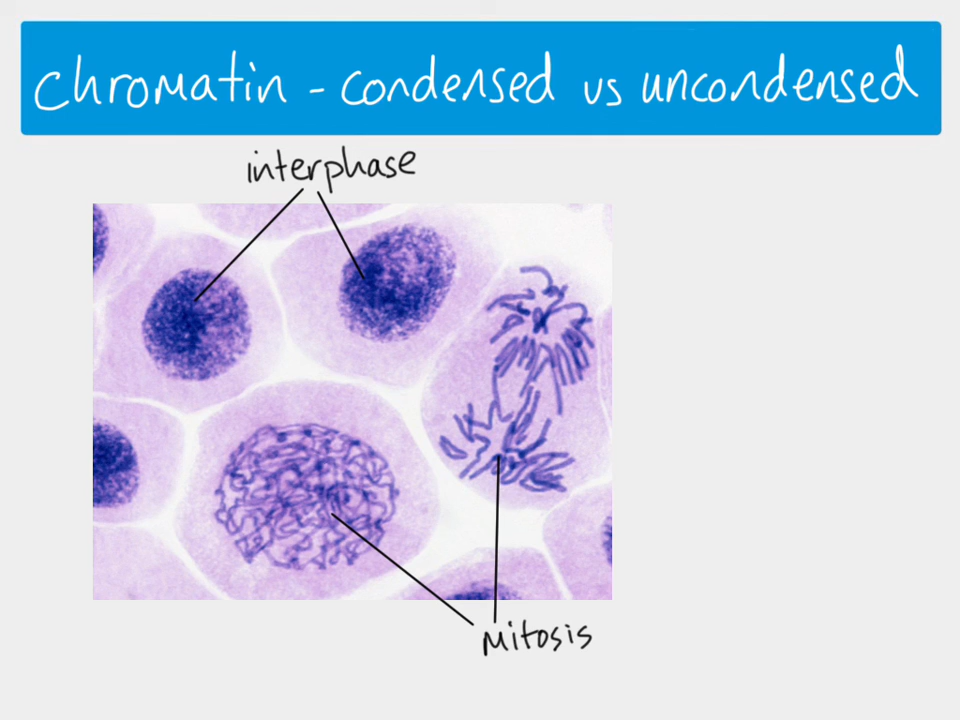 chromatin - condensed vs uncondensed
interphase
mitosis